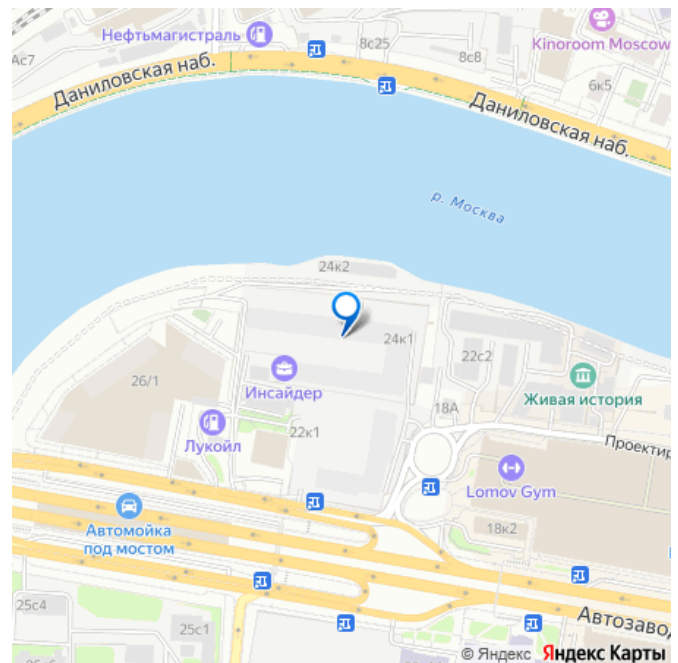 Нефтьмагистраль
8с25
8с8
Kinoroom Moscow
Ас7
Даниловская наб.
6к5
Даниловская наб.
р. Москва
24к2
24к1
22с2
26/1
Инсайдер
Живая история
18А
Лукойл
22к1
Проектир
Lomov Gym
18к2
Автомойка
под мостом
25с4
25с1
Автозавод
© Яндекс Яндекс Карты